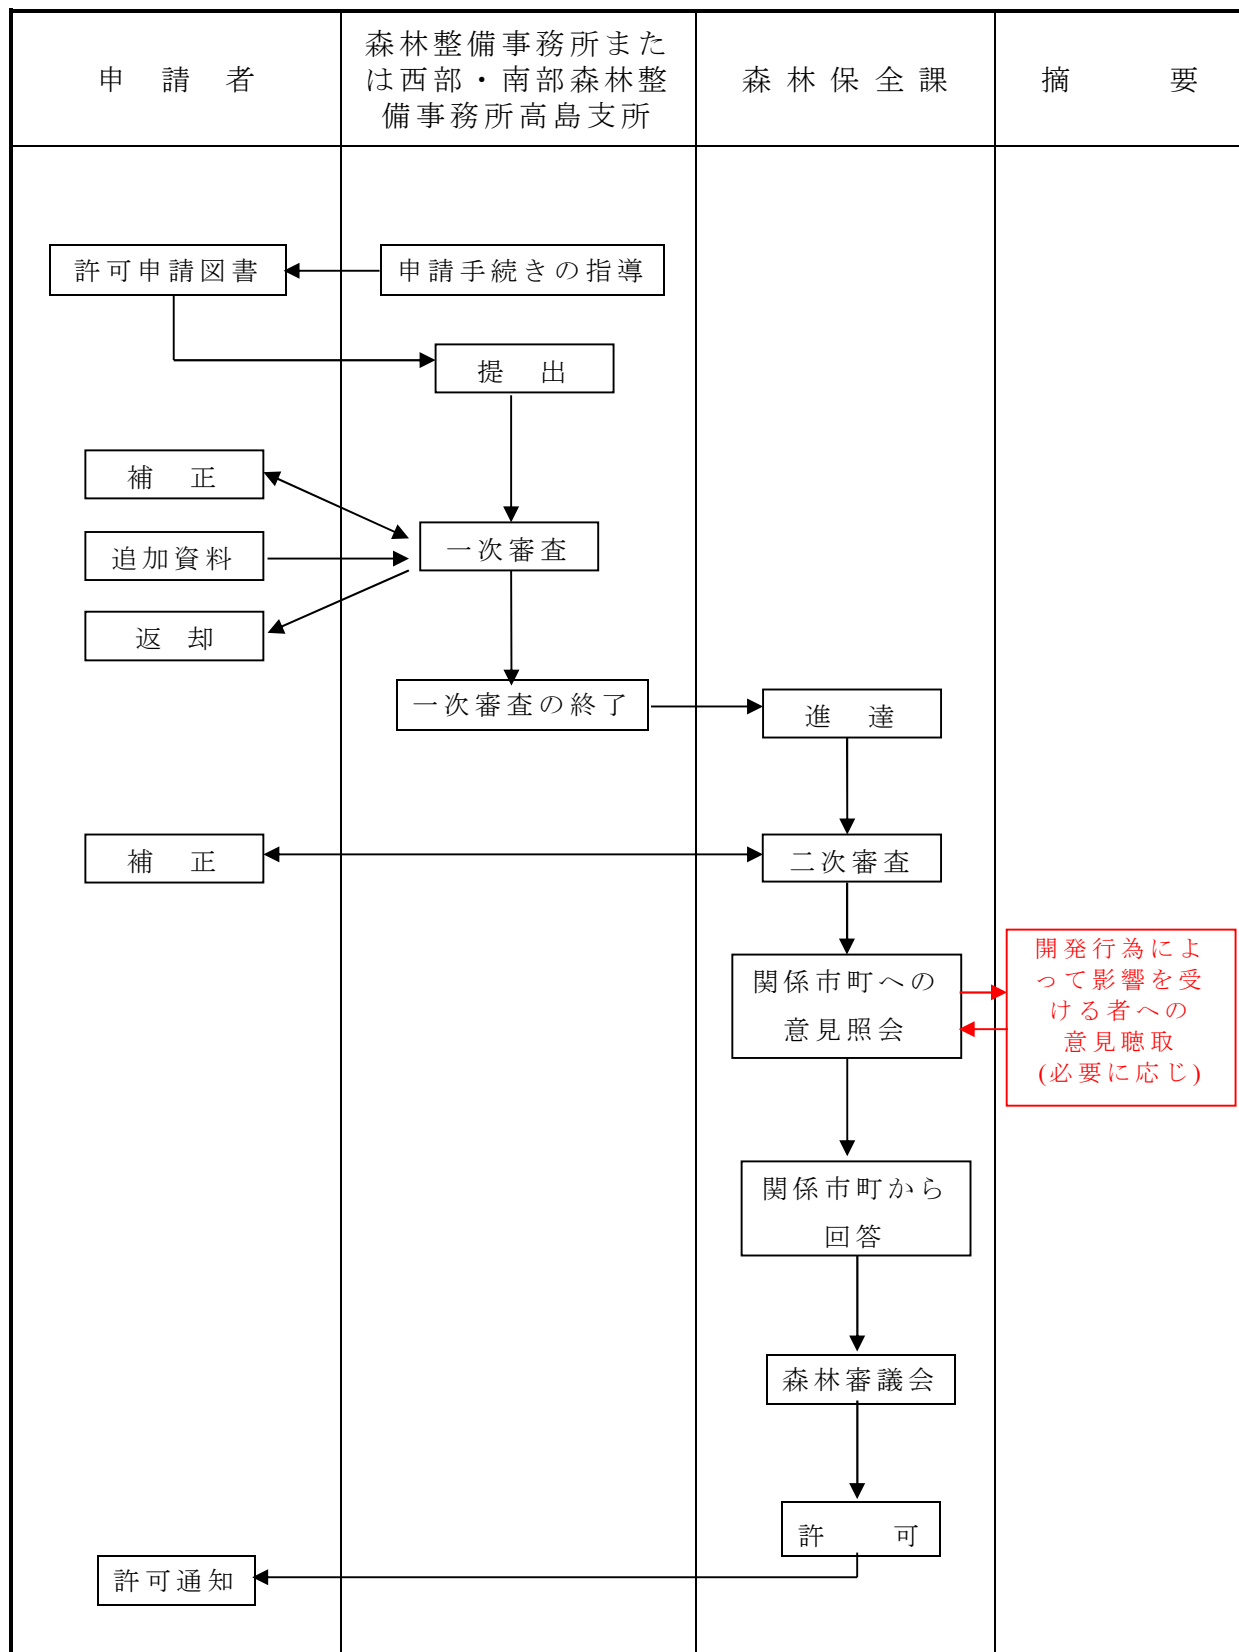 申請者
森林整備事務所また
は西部・南部森林整
備事務所高島支所
森林保全課
摘要
許可申請図書
申請手続きの指導
提出
補正
追加資料
一次審査
返却
一次審査の終了
進達
補正
二次審査
関係市町への
意見照会
開発行為によ
って影響を受
ける者への
意見聴取
(必要に応じ)
関係市町から
回答
森林審議会
許可
許可通知